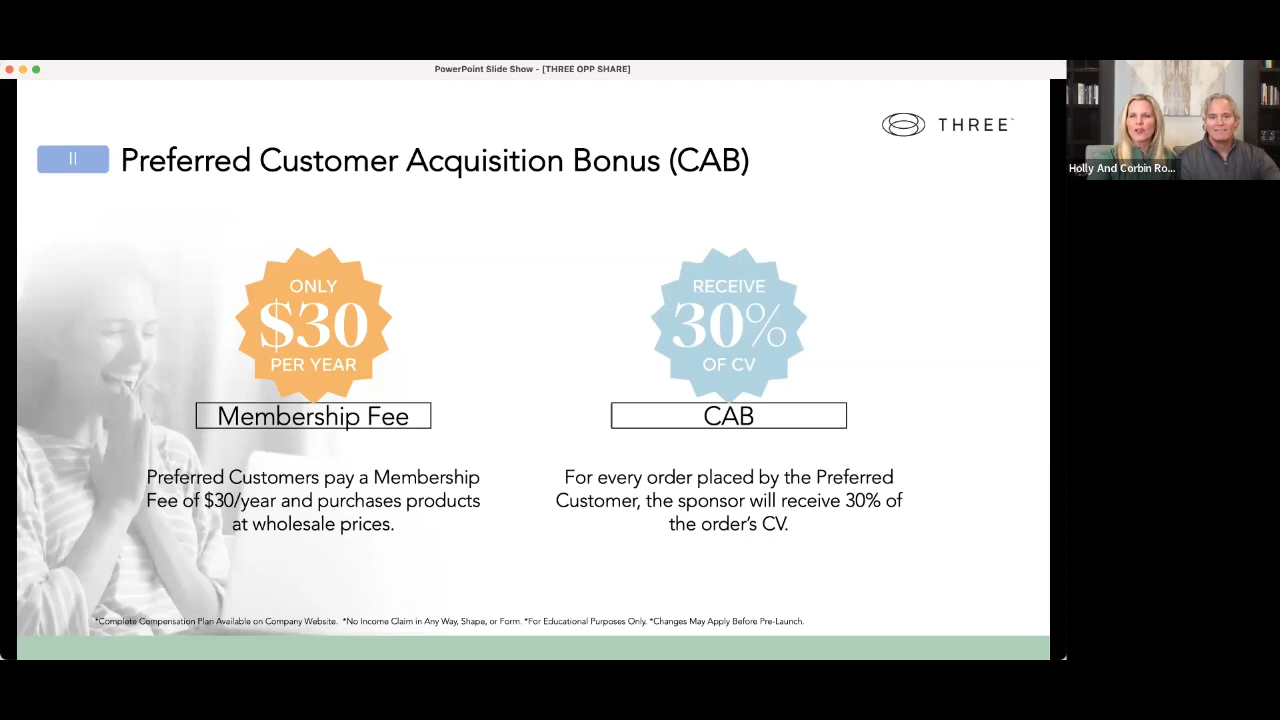 PowerPoint Slide Show - [THREE OPP SHARE]
THREE™
II
Preferred Customer Acquisition Bonus (CAB)
ONLY
$30
PER YEAR
Membership Fee
Preferred Customers pay a Membership
Fee of $30/year and purchases products
at wholesale prices.
RECEIVE
30%
OF CV
CAB
For every order placed by the Preferred
Customer, the sponsor will receive 30% of
the order's CV.
*Complete Compensation Plan Available on Company Website. *No Income Claim in Any Way, Shape, or Form. *For Educational Purposes Only. *Changes May Apply Before Pre-Launch.
Holly And Corbin Ro...